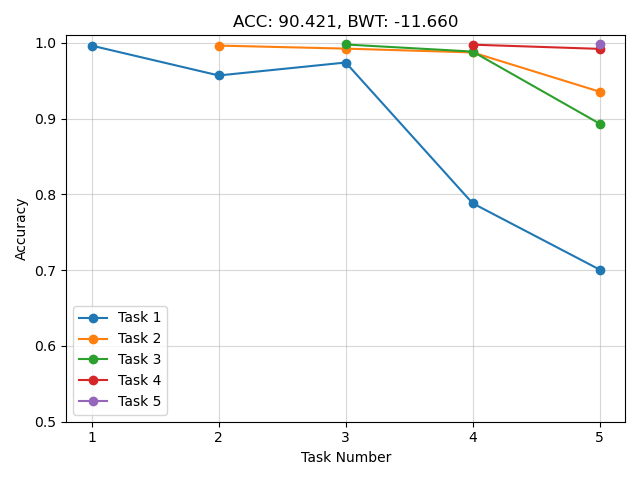 ACC: 90.421, BWT: -11.660
1.0
0.9
0.8
0.7
0.6
0.5
Accuracy
Task 1
Task 2
Task 3
Task 4
Task 5
1 2 3 4 5
Task Number